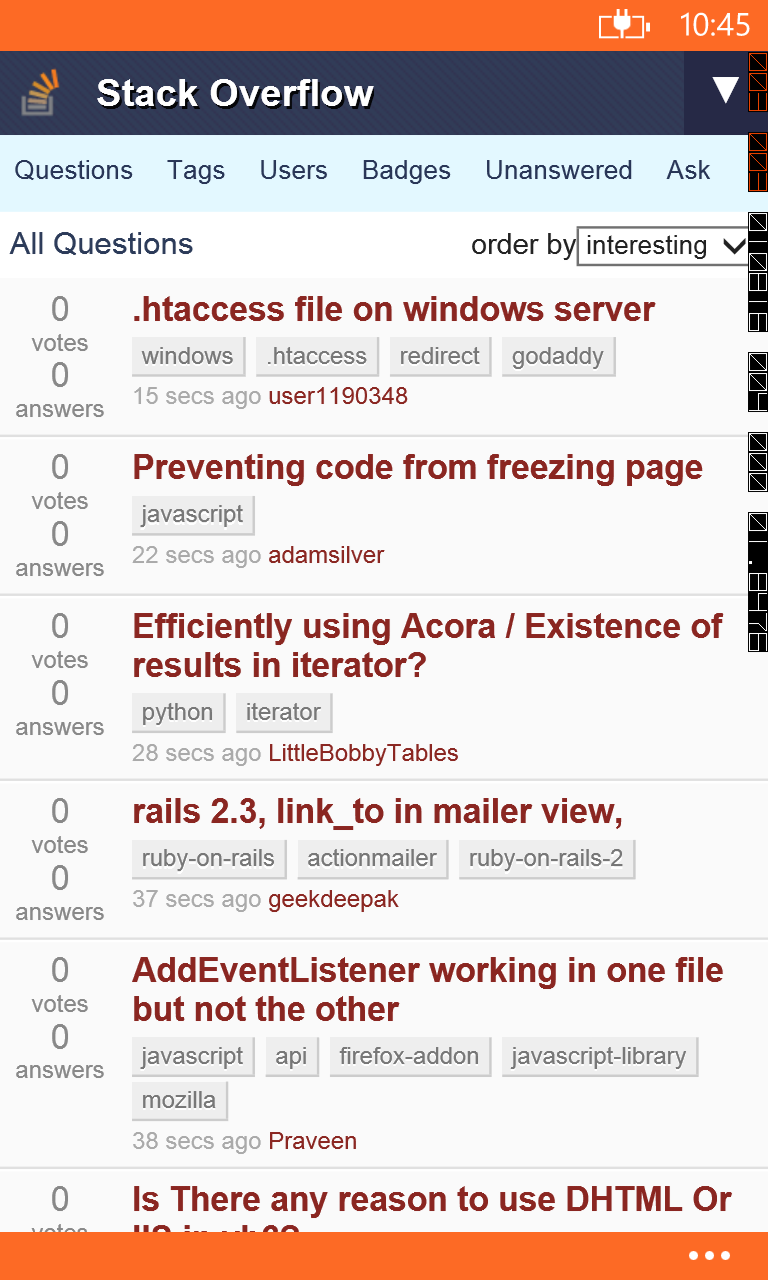 10:45
Stack Overflow
Questions Tags Users Badges Unanswered Ask
All Questions order by interesting
0 votes
0 answers
.htaccess file on windows server
windows .htaccess redirect godaddy
15 secs ago user1190348
0 votes
0 answers
Preventing code from freezing page
javascript
22 secs ago adamsilver
0 votes
0 answers
Efficiently using Acora / Existence of
results in iterator?
python iterator
28 secs ago LittleBobbyTables
0 votes
0 answers
rails 2.3, link_to in mailer view,
ruby-on-rails actionmailer ruby-on-rails-2
37 secs ago geekdeepak
0 votes
0 answers
AddEventListener working in one file
but not the other
javascript api firefox-addon javascript-library
mozilla
38 secs ago Praveen
0
Is There any reason to use DHTML Or